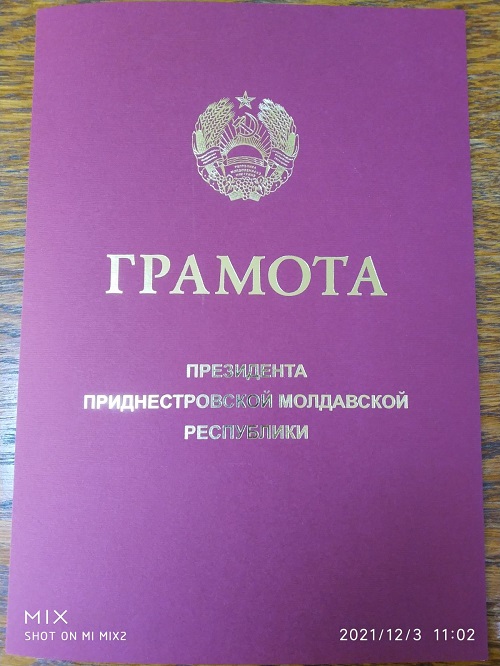 ГРАМОТА
ПРЕЗИДЕНТА
ПРИДНЕСТРОВСКОЙ МОЛДАВСКОЙ
РЕСПУБЛИКИ
MIX
SHOT ON MI MIX2
2021/12/3 11:02